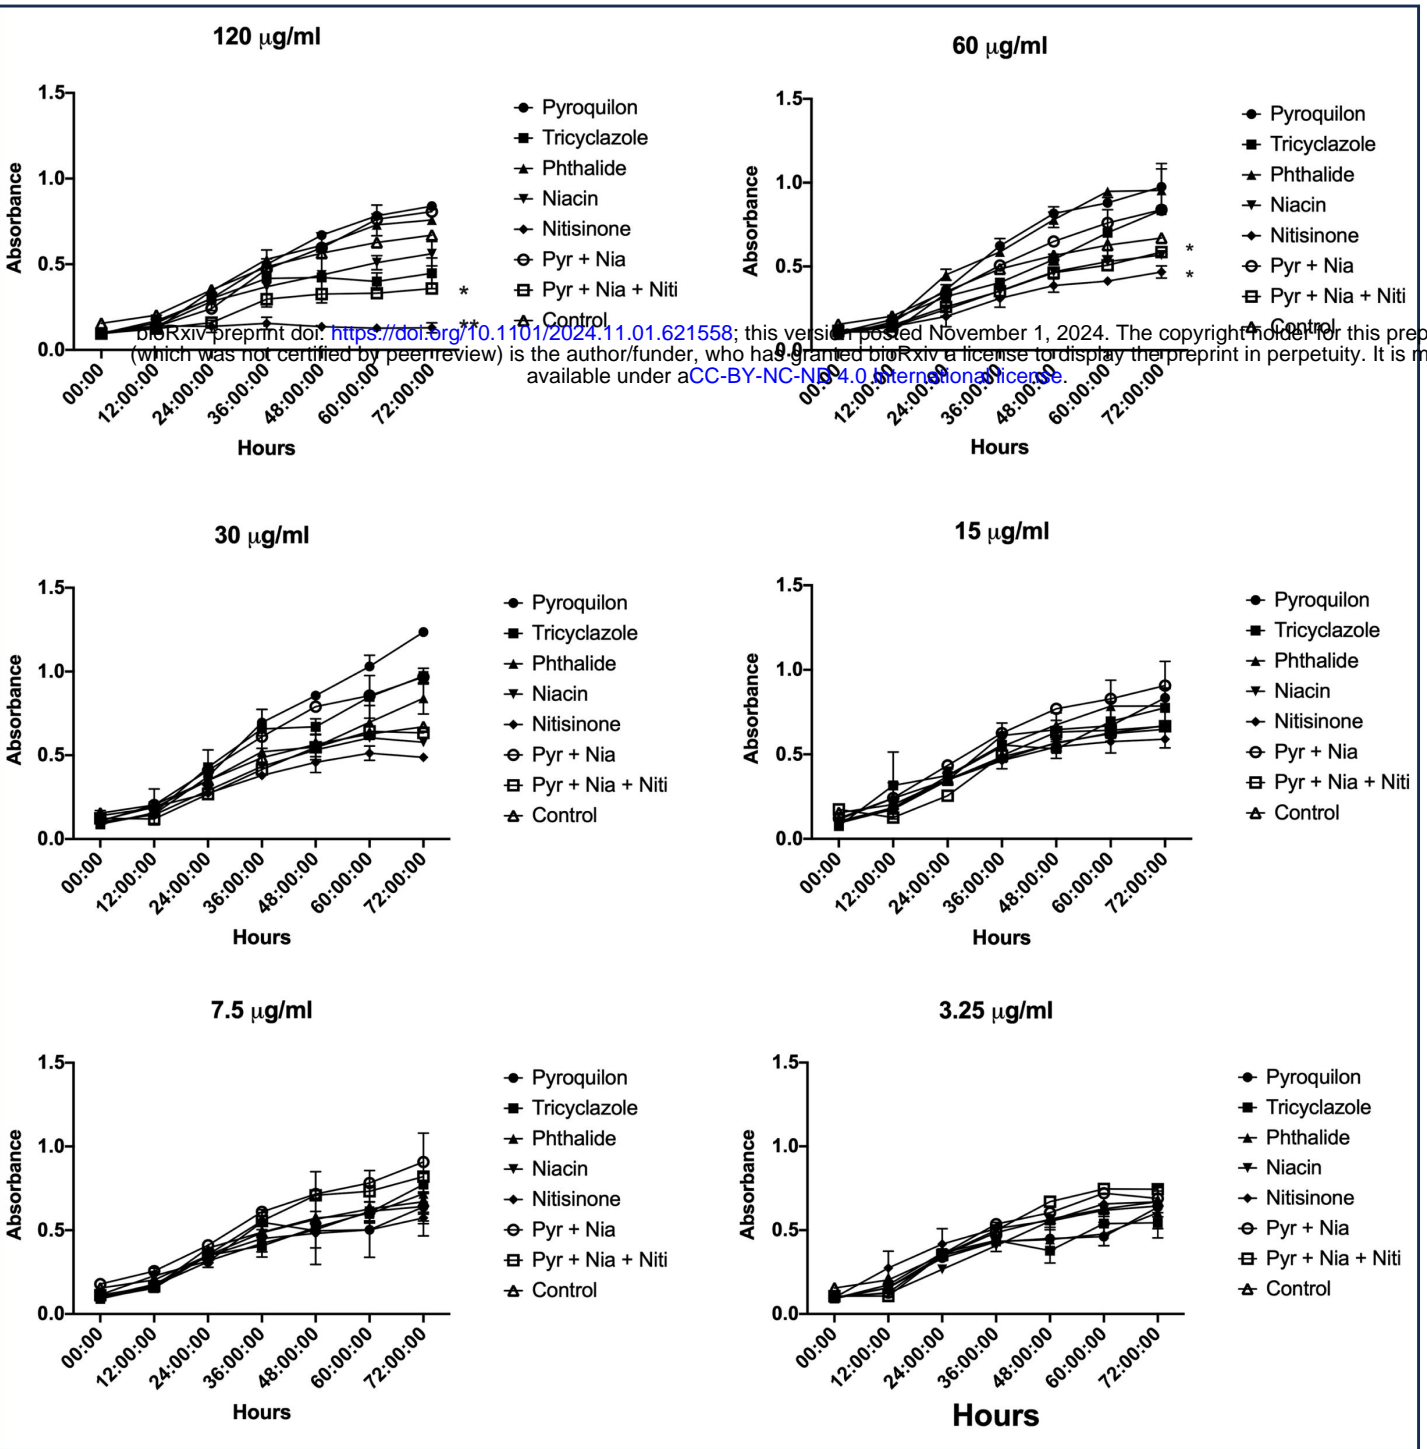 120 μg/ml
1.5
1.0
0.5
0.0
Absorbance
00:00
12:00:00
24:00:00
36:00:00
48:00:00
60:00:00
72:00:00
Hours
Pyroquilon
Tricyclazole
Phthalide
Niacin
Nitisinone
Pyr + Nia
Pyr + Nia + Niti
Control
*
**
60 μg/ml
1.5
1.0
0.5
0.0
Absorbance
00:00
12:00:00
24:00:00
36:00:00
48:00:00
60:00:00
72:00:00
Hours
Pyroquilon
Tricyclazole
Phthalide
Niacin
Nitisinone
Pyr + Nia
Pyr + Nia + Niti
Control
*
*
bioRxiv preprint doi: https://doi.org/10.1101/2024.11.01.621558; this version posted November 1, 2024. The copyright holder for this prep
(which was not certified by peer review) is the author/funder, who has granted bioRxiv a license to display the preprint in perpetuity. It is m
available under aCC-BY-NC-ND 4.0 International license.
30 μg/ml
1.5
1.0
0.5
0.0
Absorbance
00:00
12:00:00
24:00:00
36:00:00
48:00:00
60:00:00
72:00:00
Hours
Pyroquilon
Tricyclazole
Phthalide
Niacin
Nitisinone
Pyr + Nia
Pyr + Nia + Niti
Control
15 μg/ml
1.5
1.0
0.5
0.0
Absorbance
00:00
12:00:00
24:00:00
36:00:00
48:00:00
60:00:00
72:00:00
Hours
Pyroquilon
Tricyclazole
Phthalide
Niacin
Nitisinone
Pyr + Nia
Pyr + Nia + Niti
Control
7.5 μg/ml
1.5
1.0
0.5
0.0
Absorbance
00:00
12:00:00
24:00:00
36:00:00
48:00:00
60:00:00
72:00:00
Hours
Pyroquilon
Tricyclazole
Phthalide
Niacin
Nitisinone
Pyr + Nia
Pyr + Nia + Niti
Control
3.25 μg/ml
1.5
1.0
0.5
0.0
Absorbance
00:00
12:00:00
24:00:00
36:00:00
48:00:00
60:00:00
72:00:00
Hours
Pyroquilon
Tricyclazole
Phthalide
Niacin
Nitisinone
Pyr + Nia
Pyr + Nia + Niti
Control